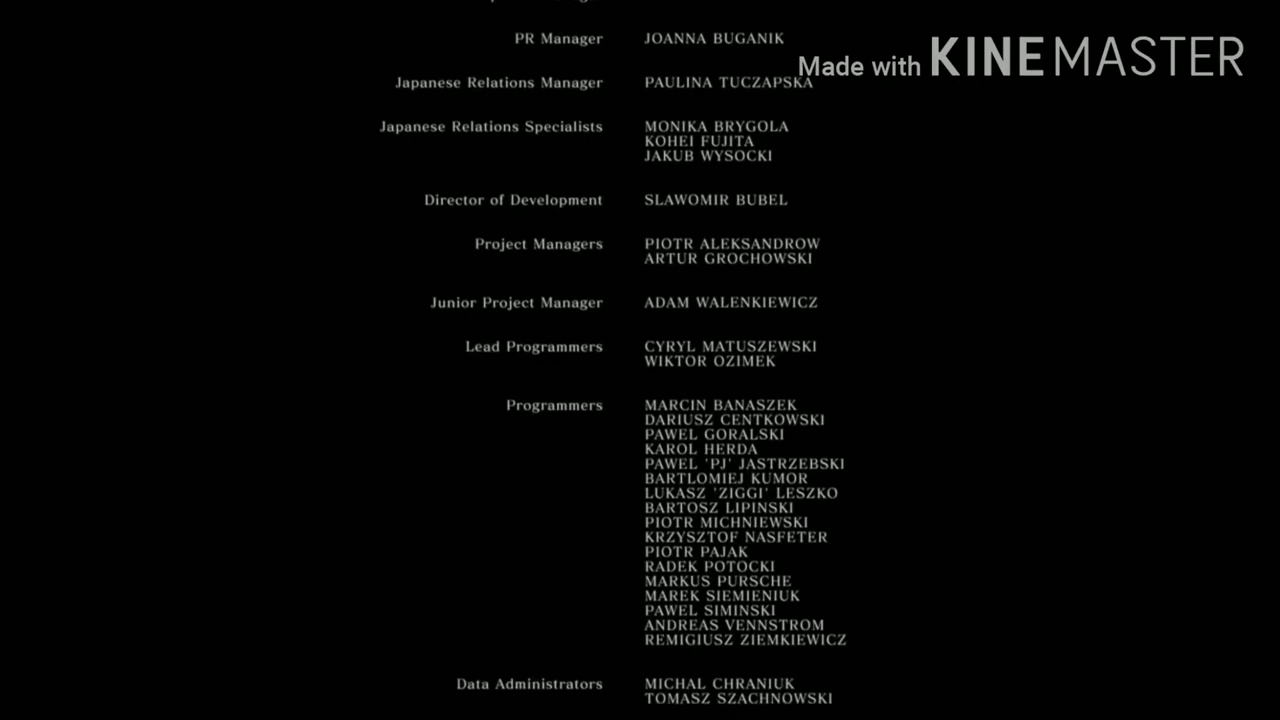 PR Manager JOANNA BUGANIK
Made with KINEMASTER
Japanese Relations Manager PAULINA TUCZAPSKA
Japanese Relations Specialists MONIKA BRYGOLA
KOHEI FUJITA
JAKUB WYSOCKI
Director of Development SLAWOMIR BUBEL
Project Managers PIOTR ALEKSANDROW
ARTUR GROCHOWSKI
Junior Project Manager ADAM WALENKIEWICZ
Lead Programmers CYRYL MATUSZEWSKI
WIKTOR OZIMEK
Programmers MARCIN BANASZEK
DARIUSZ CENTKOWSKI
PAWEL GORALSKI
KAROL HERDA
PAWEL 'PJ' JASTRZEBSKI
BARTLOMIEJ KUMOR
LUKASZ 'ZIGGI' LESZKO
BARTOSZ LIPINSKI
PIOTR MICHNIEWSKI
KRZYSZTOF NASFETER
PIOTR PAJAK
RADEK POTOCKI
MARKUS PURSCHE
MAREK SIEMIENIUK
PAWEL SIMINSKI
ANDREAS VENNSTROM
REMIGIUSZ ZIEMKIEWICZ
Data Administrators MICHAL CHRANIUK
TOMASZ SZACHNOWSKI